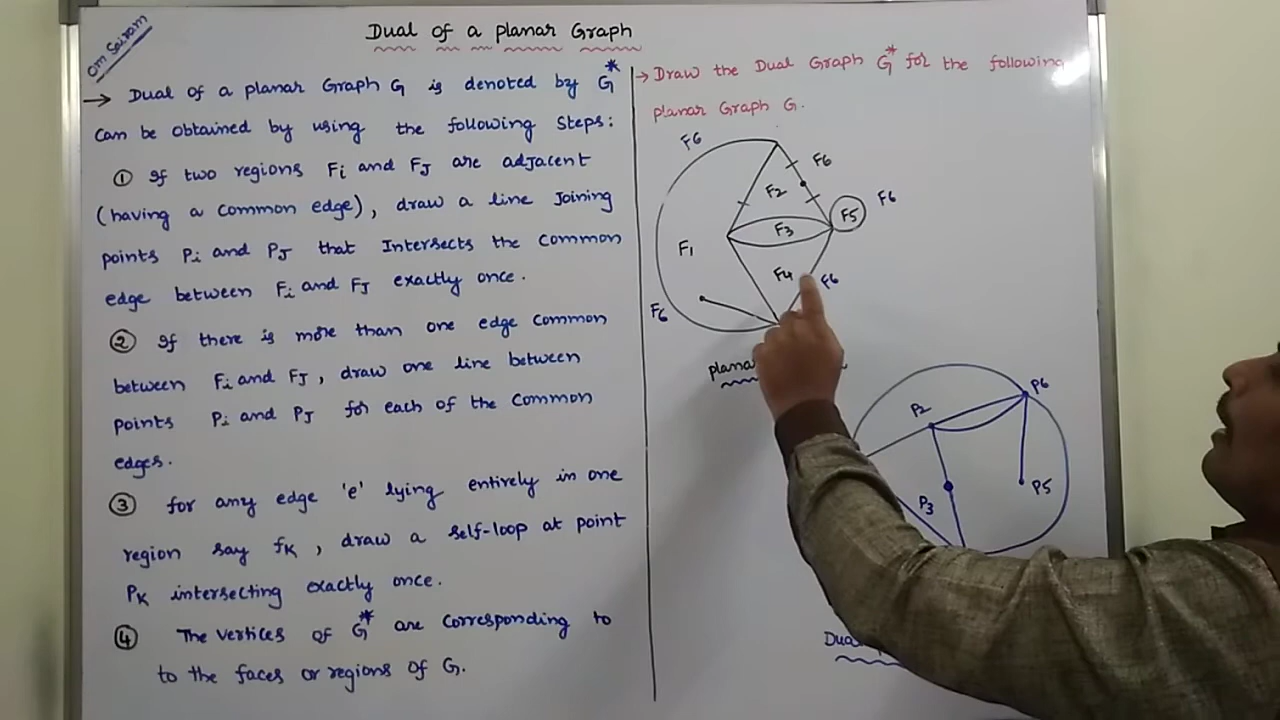 Om Sairam
Dual of a planar Graph
→ Dual of a planar Graph G is denoted by G*
can be obtained by using the following Steps:
① If two regions Fi and FJ are adjacent
(having a common edge), draw a line Joining
points Pi and PJ that Intersects the common
edge between Fi and FJ exactly once.
② If there is more than one edge common
between Fi and FJ, draw one line between
points Pi and PJ for each of the common
edges.
③ for any edge 'e' lying entirely in one
region say fK, draw a self-loop at point
PK intersecting exactly once.
④ The vertices of G* are corresponding to
to the faces or regions of G.
→ Draw the Dual Graph G* for the following
planar Graph G.
F6
F6
F2
F5 F6
F3
F1
F4 F6
F6
P6
P2
P5
P3